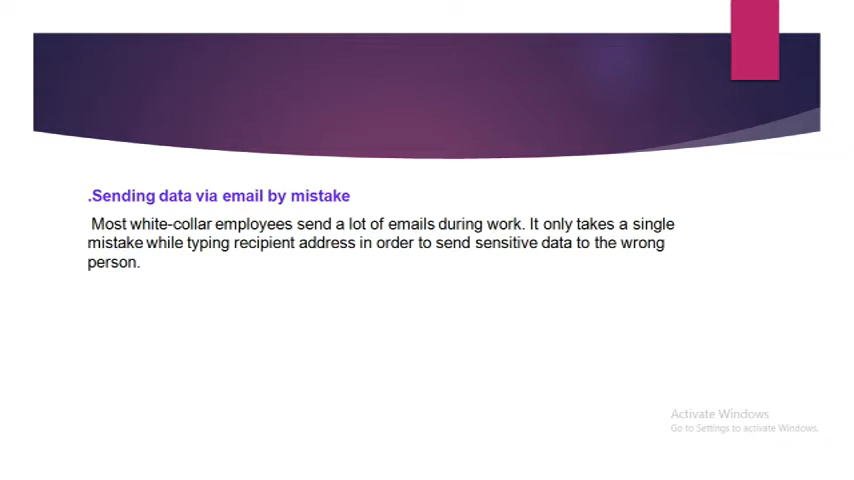 .Sending data via email by mistake
Most white-collar employees send a lot of emails during work. It only takes a single
mistake while typing recipient address in order to send sensitive data to the wrong
person.
Activate Windows
Go to Settings to activate Windows.